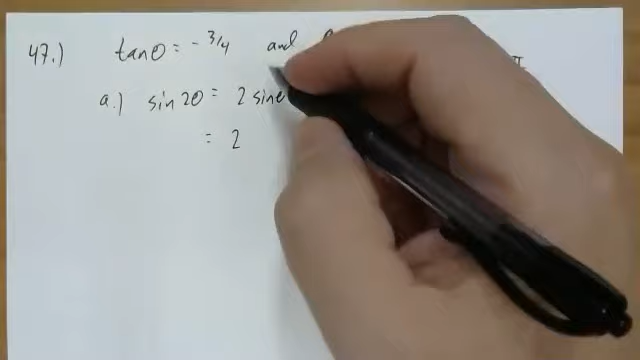 47.) tanθ = - 3/4 and
a.) sin 2θ = 2 sinθ
= 2